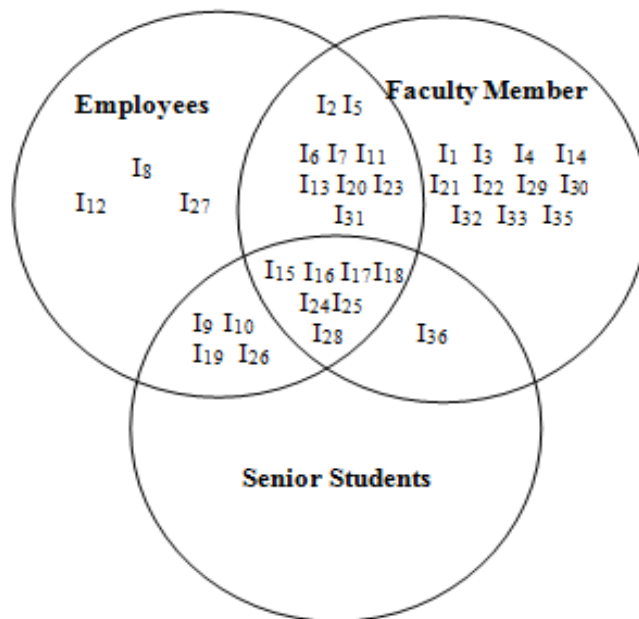 Employees
I8
I12 I27
I2 I5
I6 I7 I11
I13 I20 I23
I31
Faculty Member
I1 I3 I4 I14
I21 I22 I29 I30
I32 I33 I35
I15 I16 I17 I18
I24 I25
I28
I9 I10
I19 I26
I36
Senior Students